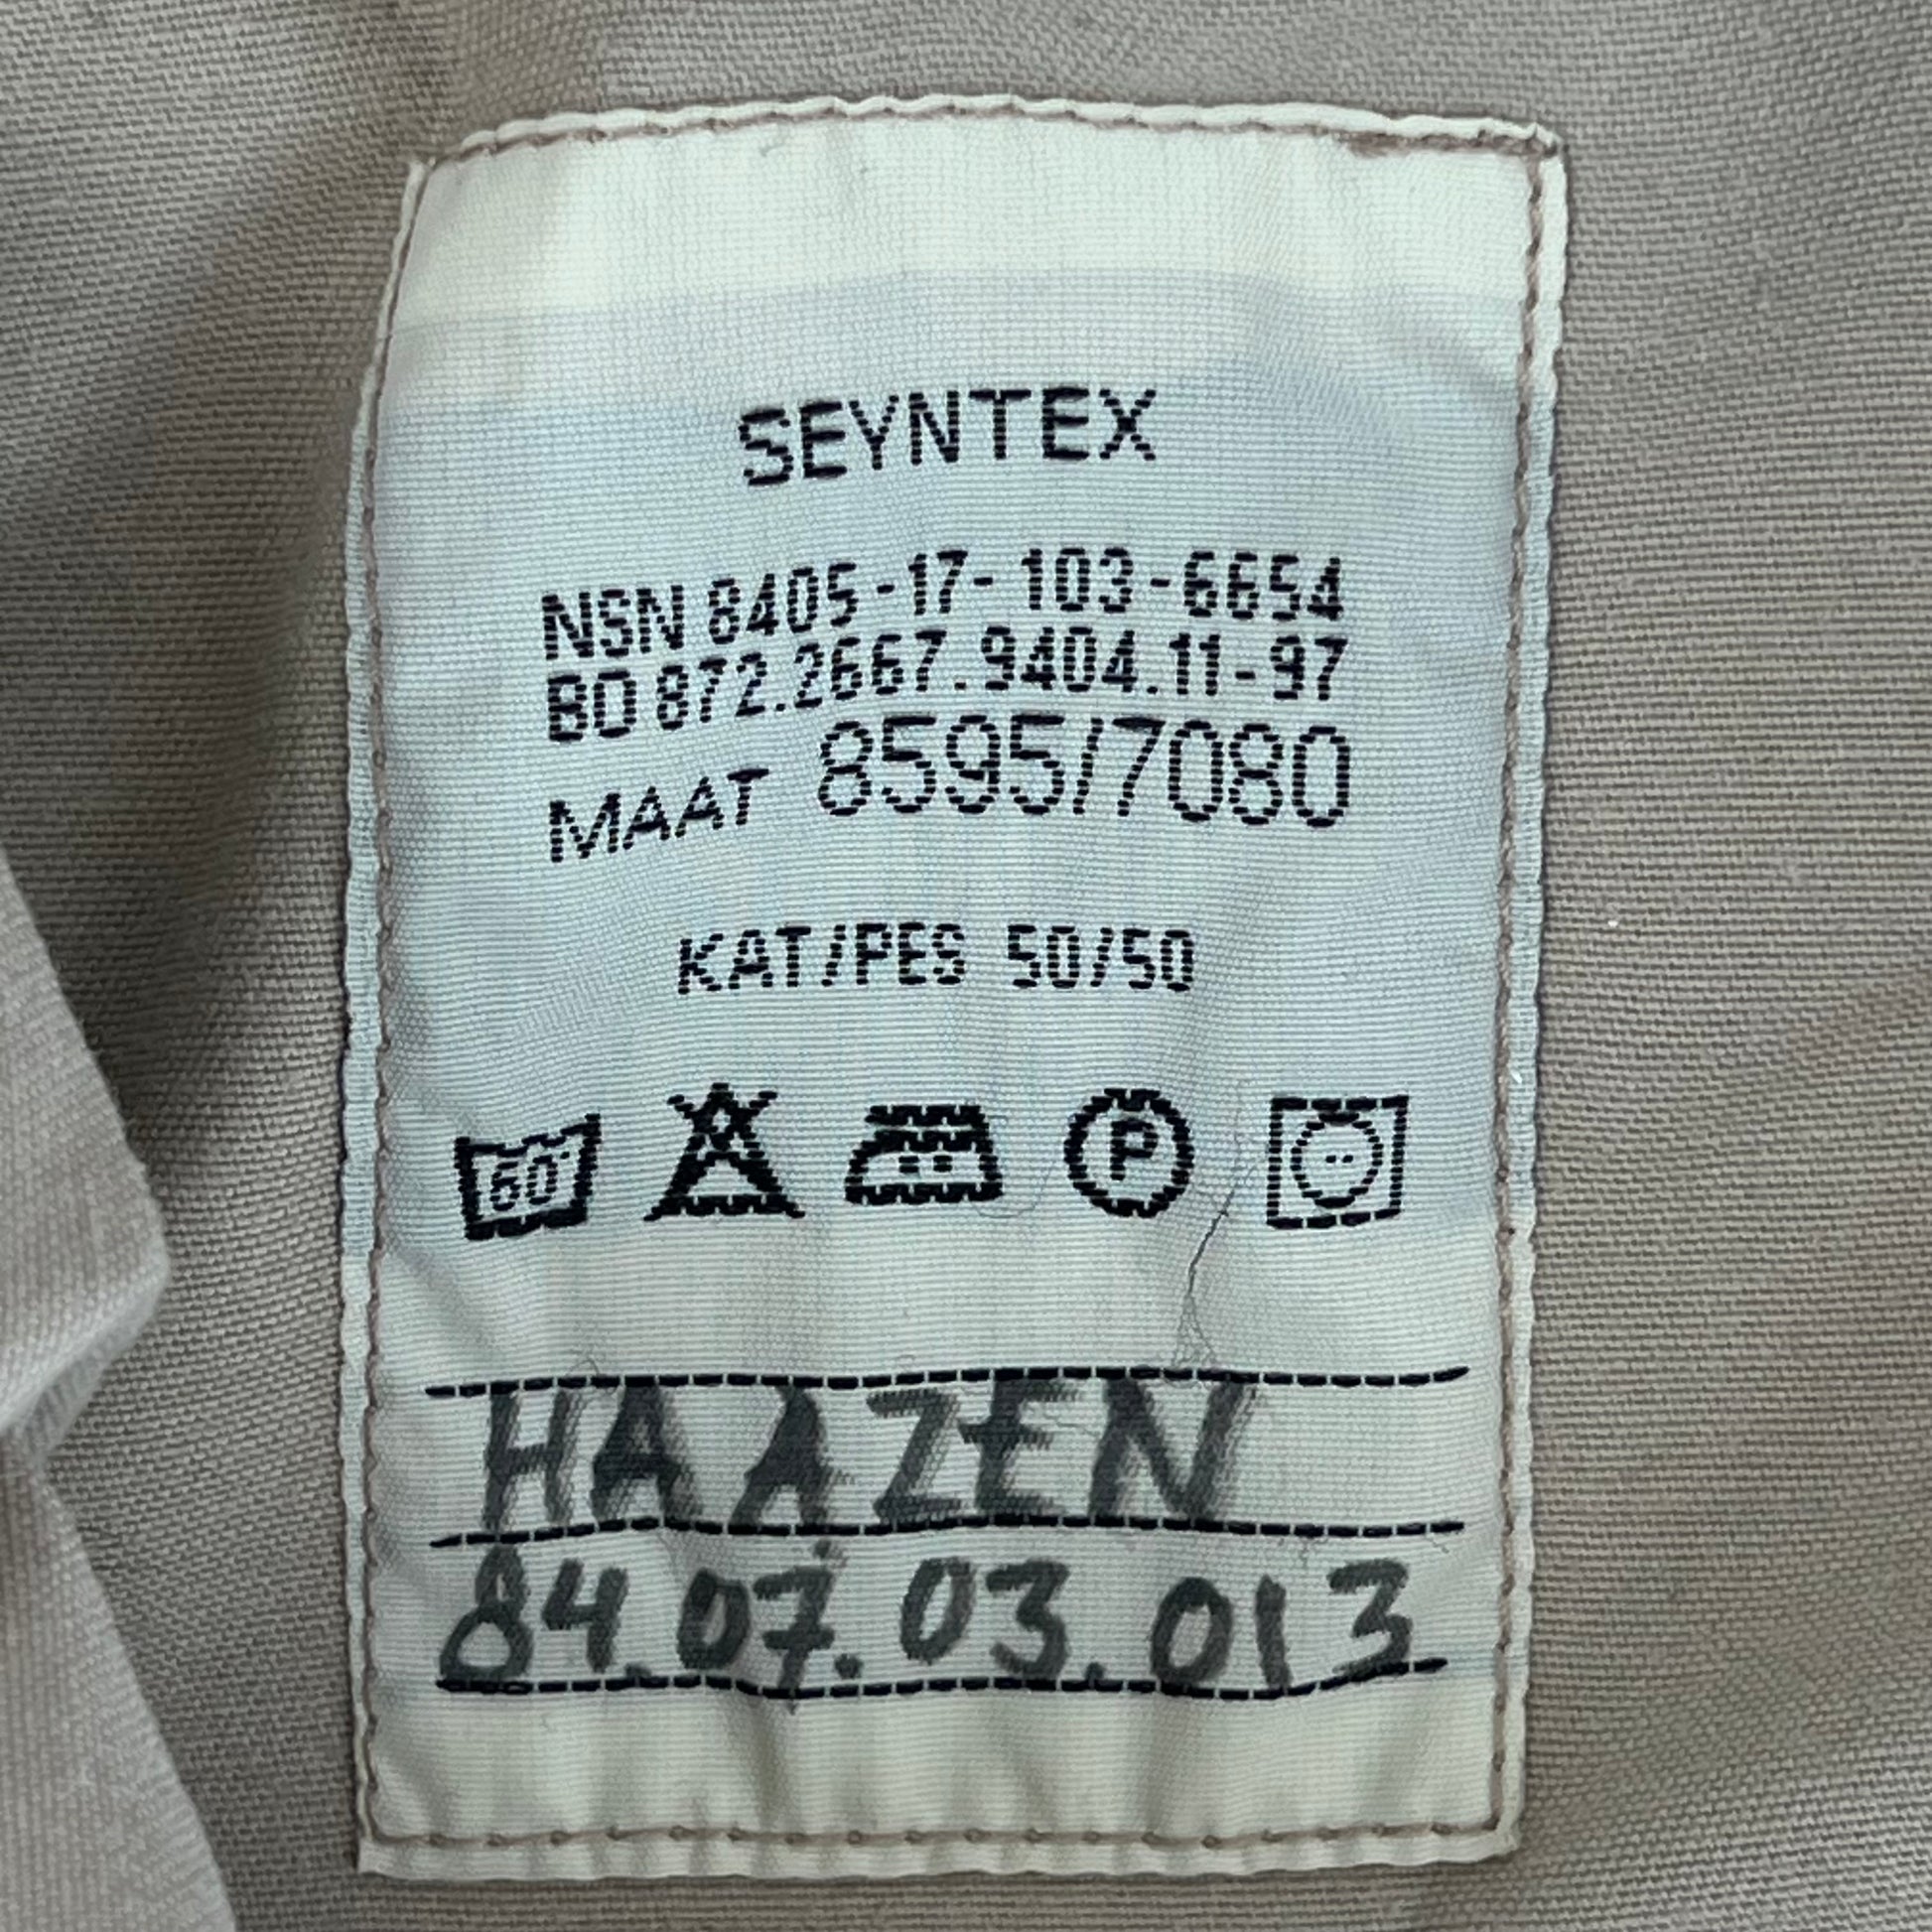 SEYNTEX
NSN 8405-17-103-6654
BD 872.2667.9404.11-97
MAAT 8595/7080
KAT/PES 50/50
60° P
HAAZEN
84.07.03.013